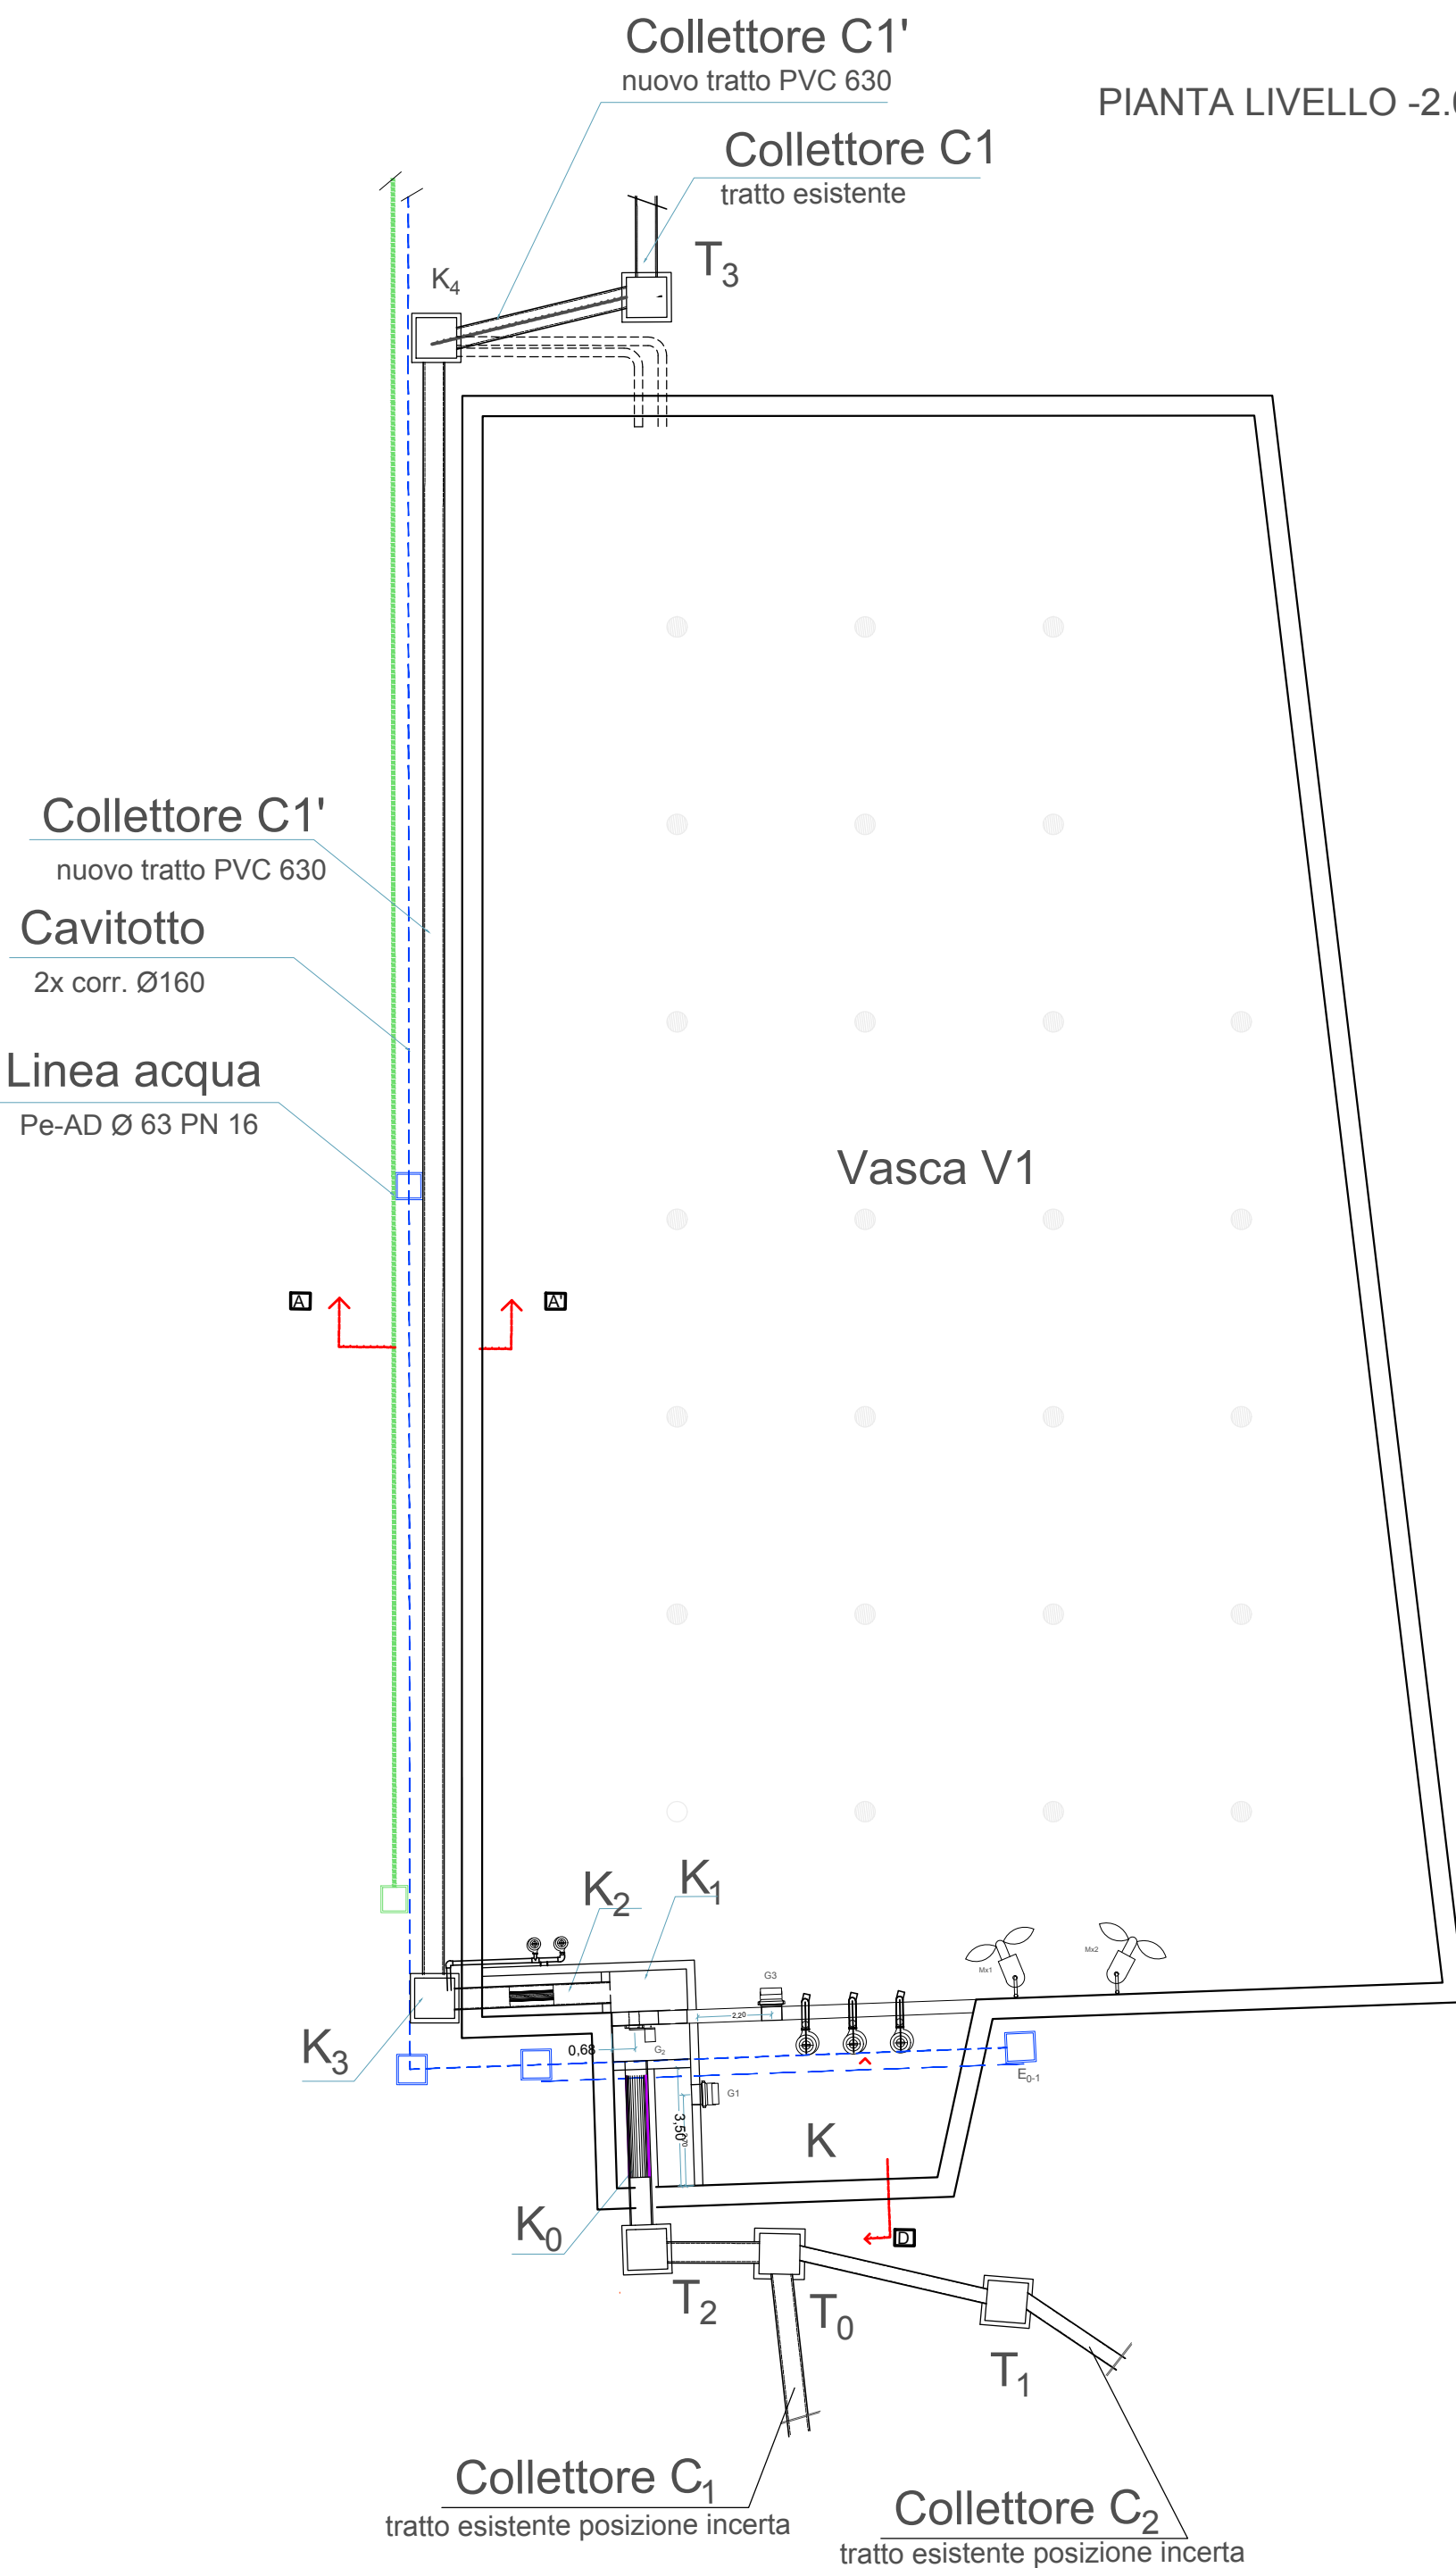 Collettore C1'
nuovo tratto PVC 630
PIANTA LIVELLO -2.
Collettore C1
tratto esistente
T3
K4
Collettore C1'
nuovo tratto PVC 630
Cavitotto
2x corr. Ø160
Linea acqua
Pe-AD Ø 63 PN 16
Vasca V1
A
A'
K2
K1
G3
Mx1
Mx2
2,20
K3
0,68
G2
E0-1
G1
3,50
K
K0
D
T2
T0
T1
Collettore C1
tratto esistente posizione incerta
Collettore C2
tratto esistente posizione incerta